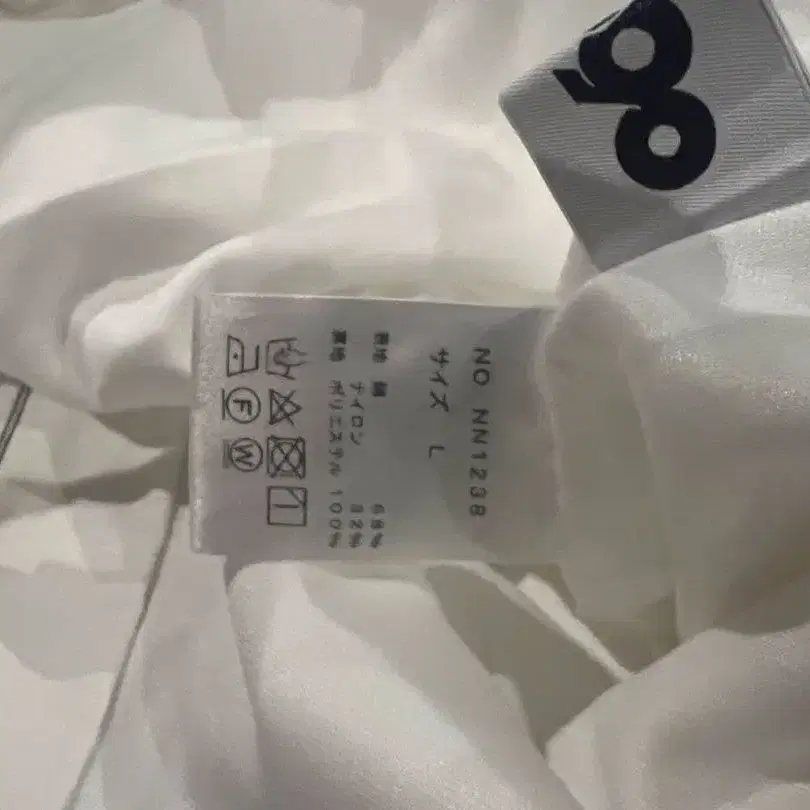 NO NN1238
サイズ L
表地 綿 68%
ナイロン 32%
裏地 ポリエステル 100%
F
W